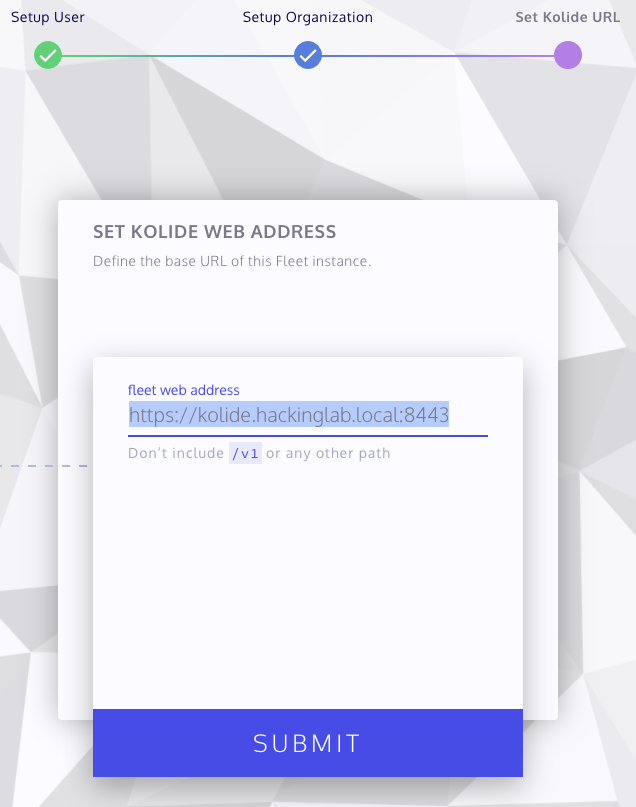 Setup User
Setup Organization
Set Kolide URL
SET KOLIDE WEB ADDRESS
Define the base URL of this Fleet instance.
fleet web address
https://kolide.hackinglab.local:8443
Don’t include /v1 or any other path
SUBMIT